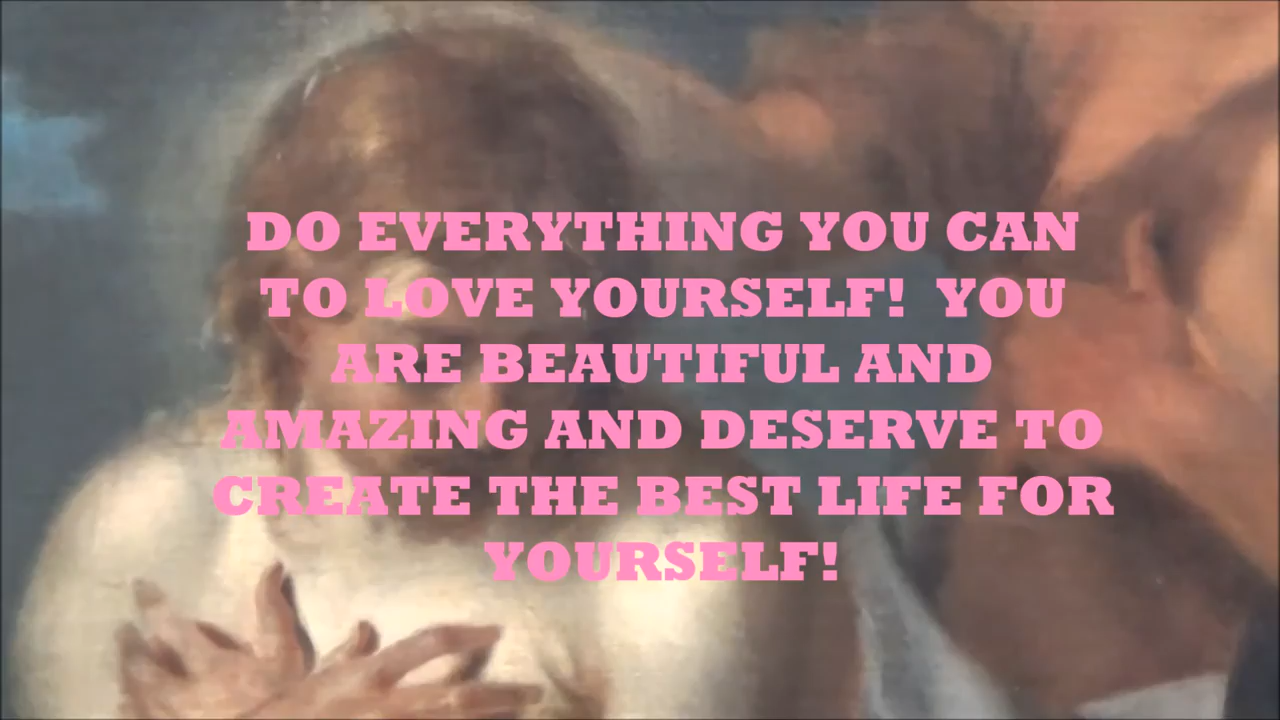 DO EVERYTHING YOU CAN
TO LOVE YOURSELF!  YOU
ARE BEAUTIFUL AND
AMAZING AND DESERVE TO
CREATE THE BEST LIFE FOR
YOURSELF!